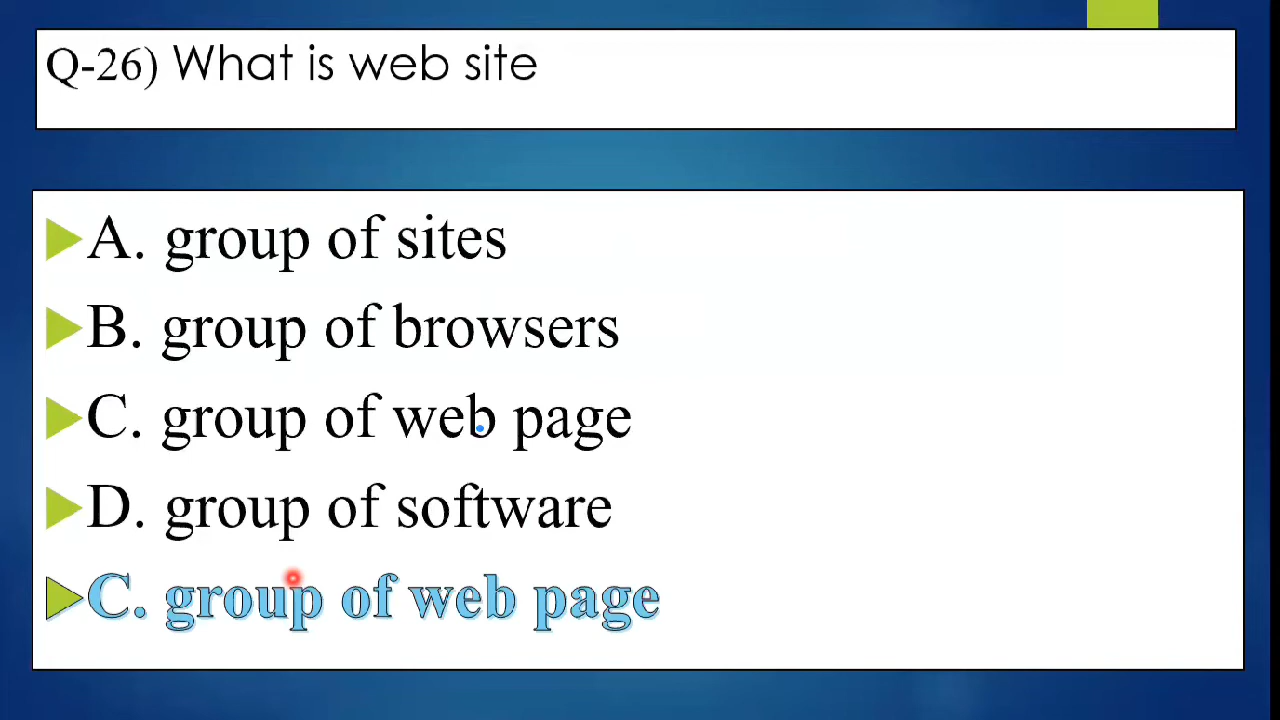 Q-26) What is web site
A. group of sites
B. group of browsers
C. group of web page
D. group of software
C. group of web page